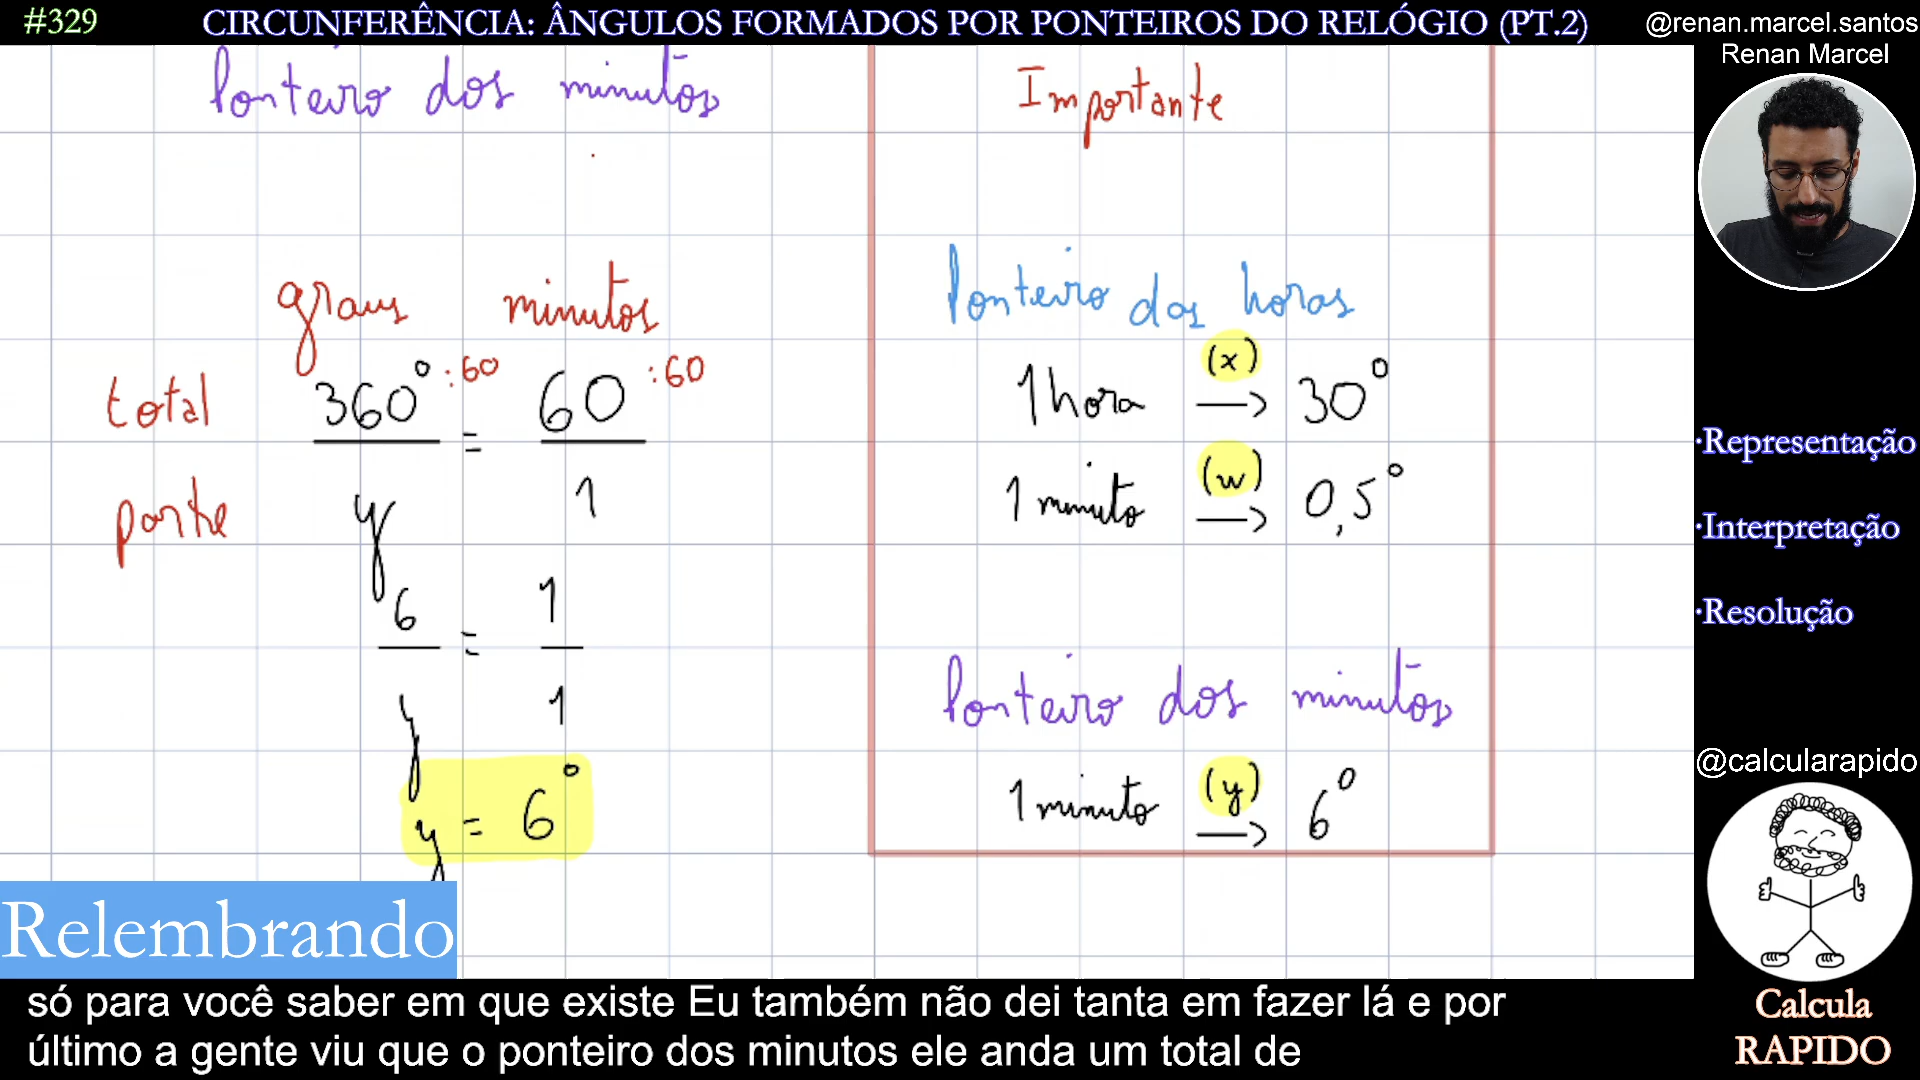 #329
CIRCUNFERÊNCIA: ÂNGULOS FORMADOS POR PONTEIROS DO RELÓGIO (PT.2)
@renan.marcel.santos
Renan Marcel
Ponteiro dos minutos
graus minutos
total 360° :60 = 60 :60
parte y 1
6 = 1
y 1
y = 6°
Importante
Ponteiro das horas
1 hora (x) → 30°
1 minuto (w) → 0,5°
Ponteiro dos minutos
1 minuto (y) → 6°
·Representação
·Interpretação
·Resolução
@calcularapido
Calcula
RAPIDO
Relembrando
só para você saber em que existe Eu também não dei tanta em fazer lá e por
último a gente viu que o ponteiro dos minutos ele anda um total de